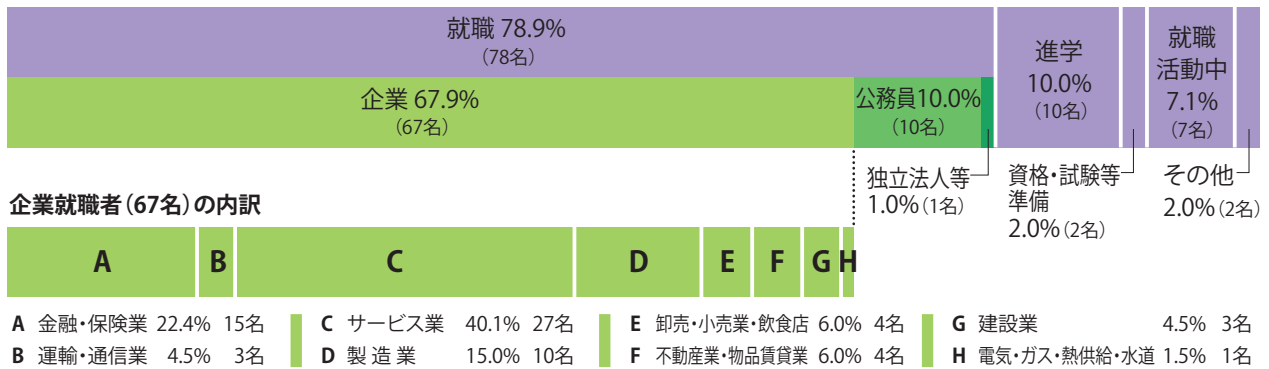 就職 78.9%
(78名)
企業 67.9%
(67名)
公務員10.0%
(10名)
進学
10.0%
(10名)
就職
活動中
7.1%
(7名)
独立法人等
1.0%(1名)
資格・試験等
準備
2.0%(2名)
その他
2.0%(2名)
企業就職者(67名)の内訳
A B C D E F G H
A 金融・保険業 22.4% 15名
B 運輸・通信業 4.5% 3名
C サービス業 40.1% 27名
D 製造業 15.0% 10名
E 卸売・小売業・飲食店 6.0% 4名
F 不動産業・物品賃貸業 6.0% 4名
G 建設業 4.5% 3名
H 電気・ガス・熱供給・水道 1.5% 1名